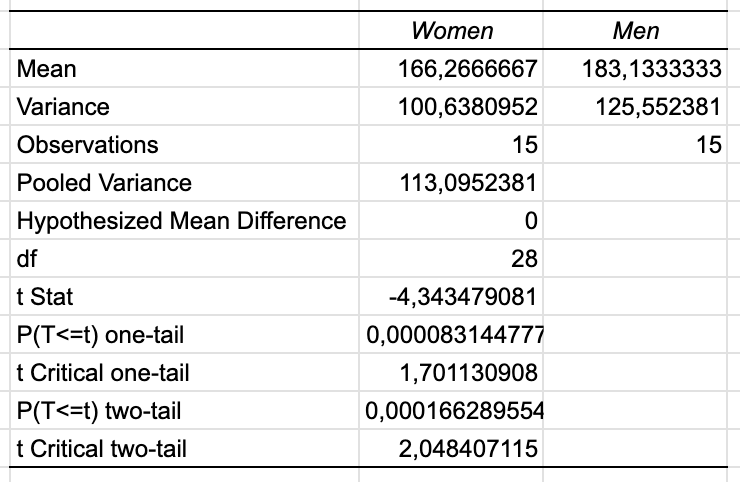 Women Men
Mean 166,2666667 183,1333333
Variance 100,6380952 125,552381
Observations 15 15
Pooled Variance 113,0952381
Hypothesized Mean Difference 0
df 28
t Stat -4,343479081
P(T<=t) one-tail 0,000083144777
t Critical one-tail 1,701130908
P(T<=t) two-tail 0,000166289554
t Critical two-tail 2,048407115